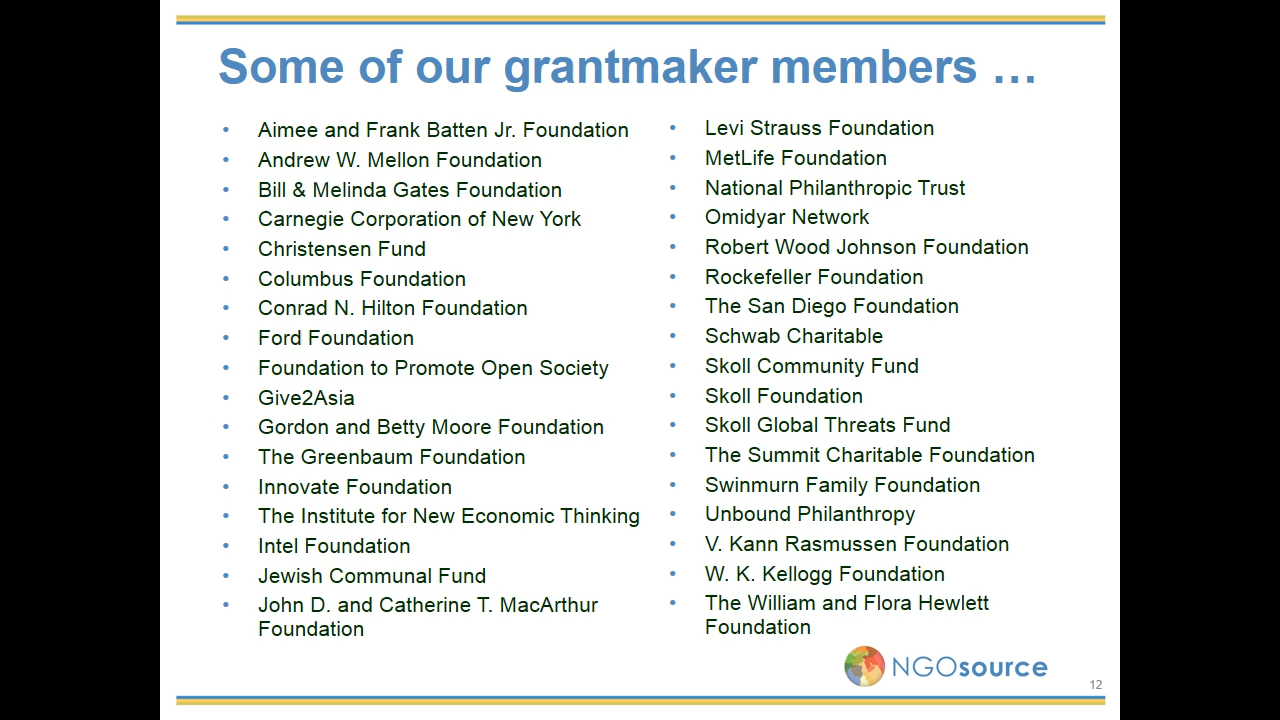 Some of our grantmaker members …
• Aimee and Frank Batten Jr. Foundation
• Andrew W. Mellon Foundation
• Bill & Melinda Gates Foundation
• Carnegie Corporation of New York
• Christensen Fund
• Columbus Foundation
• Conrad N. Hilton Foundation
• Ford Foundation
• Foundation to Promote Open Society
• Give2Asia
• Gordon and Betty Moore Foundation
• The Greenbaum Foundation
• Innovate Foundation
• The Institute for New Economic Thinking
• Intel Foundation
• Jewish Communal Fund
• John D. and Catherine T. MacArthur
Foundation
• Levi Strauss Foundation
• MetLife Foundation
• National Philanthropic Trust
• Omidyar Network
• Robert Wood Johnson Foundation
• Rockefeller Foundation
• The San Diego Foundation
• Schwab Charitable
• Skoll Community Fund
• Skoll Foundation
• Skoll Global Threats Fund
• The Summit Charitable Foundation
• Swinmurn Family Foundation
• Unbound Philanthropy
• V. Kann Rasmussen Foundation
• W. K. Kellogg Foundation
• The William and Flora Hewlett
Foundation
NGOsource
12